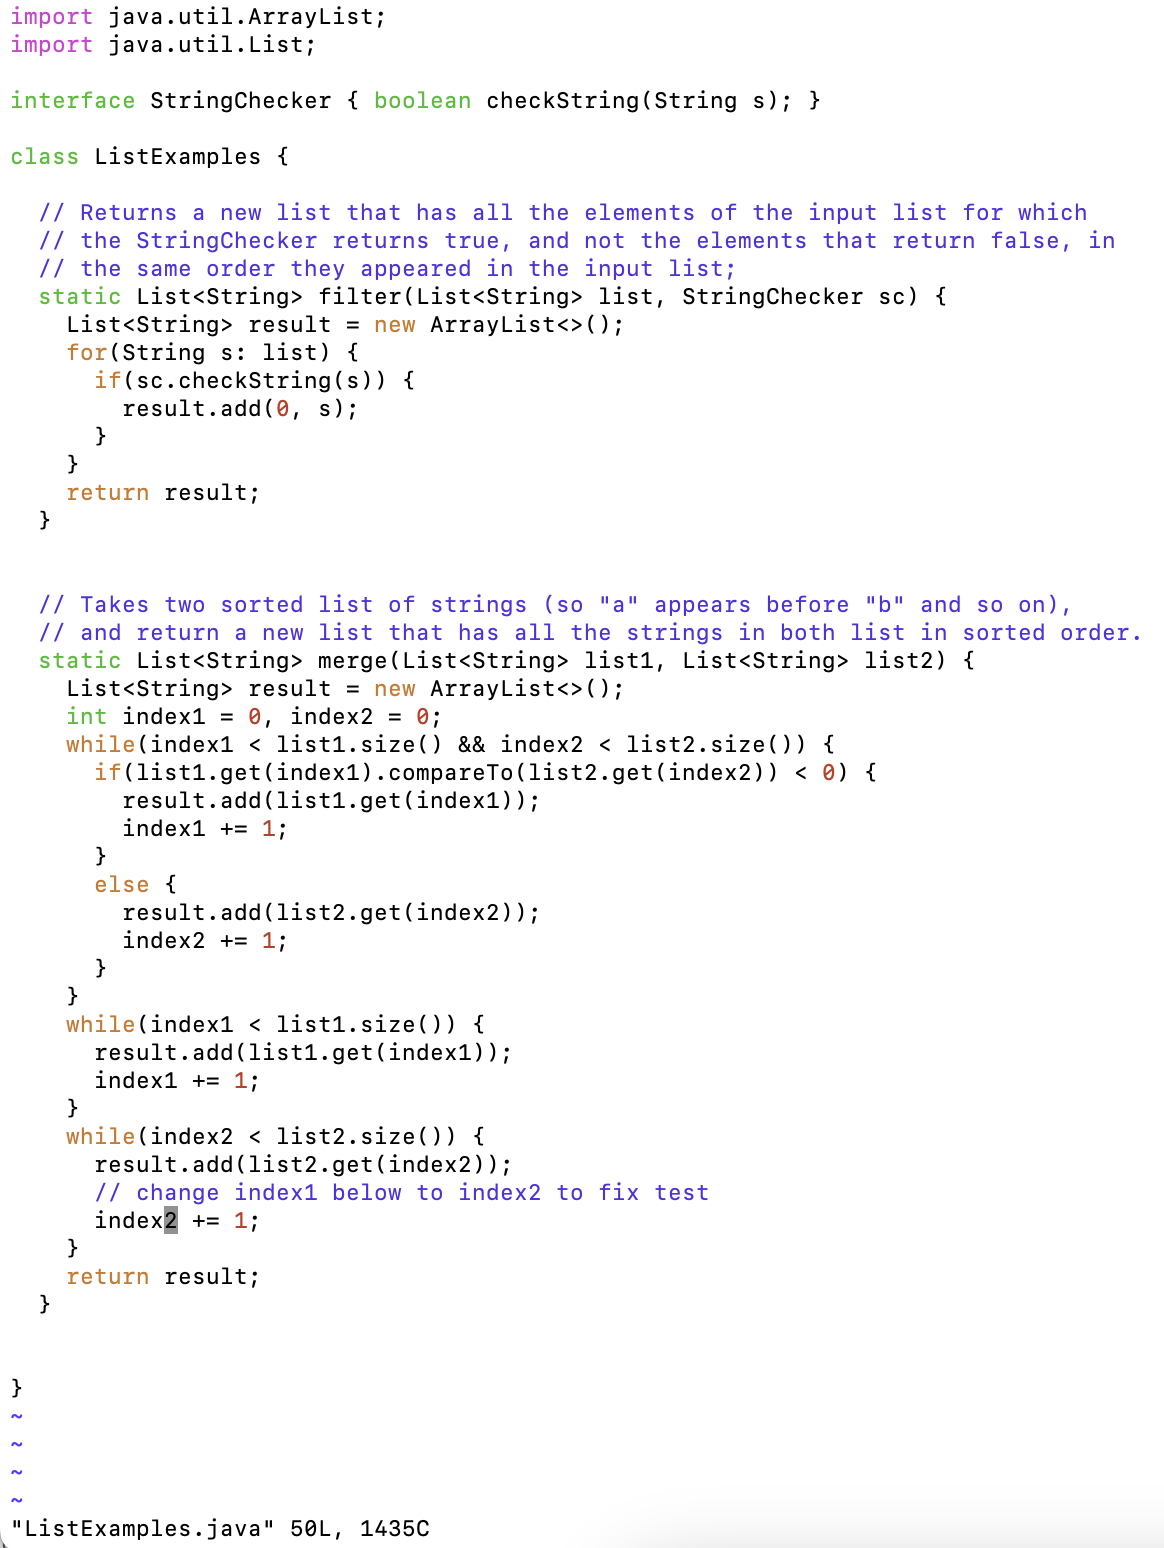 import java.util.ArrayList;
import java.util.List;

interface StringChecker { boolean checkString(String s); }

class ListExamples {

  // Returns a new list that has all the elements of the input list for which
  // the StringChecker returns true, and not the elements that return false, in
  // the same order they appeared in the input list;
  static List<String> filter(List<String> list, StringChecker sc) {
    List<String> result = new ArrayList<>();
    for(String s: list) {
      if(sc.checkString(s)) {
        result.add(0, s);
      }
    }
    return result;
  }


  // Takes two sorted list of strings (so "a" appears before "b" and so on),
  // and return a new list that has all the strings in both list in sorted order.
  static List<String> merge(List<String> list1, List<String> list2) {
    List<String> result = new ArrayList<>();
    int index1 = 0, index2 = 0;
    while(index1 < list1.size() && index2 < list2.size()) {
      if(list1.get(index1).compareTo(list2.get(index2)) < 0) {
        result.add(list1.get(index1));
        index1 += 1;
      }
      else {
        result.add(list2.get(index2));
        index2 += 1;
      }
    }
    while(index1 < list1.size()) {
      result.add(list1.get(index1));
      index1 += 1;
    }
    while(index2 < list2.size()) {
      result.add(list2.get(index2));
      // change index1 below to index2 to fix test
      index2 += 1;
    }
    return result;
  }


}
~
~
~
~
"ListExamples.java" 50L, 1435C